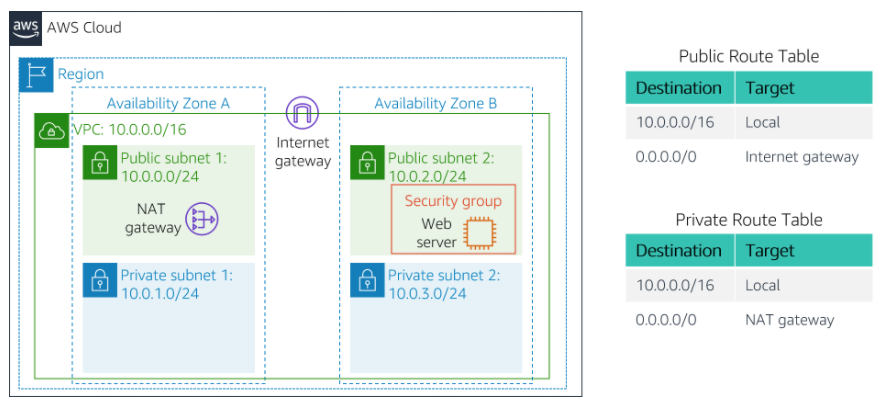 aws
AWS Cloud
Region
Availability Zone A
Availability Zone B
VPC: 10.0.0.0/16
Internet
gateway
Public subnet 1:
10.0.0.0/24
NAT
gateway
Public subnet 2:
10.0.2.0/24
Security group
Web
server
Private subnet 1:
10.0.1.0/24
Private subnet 2:
10.0.3.0/24
Public Route Table
Destination Target
10.0.0.0/16 Local
0.0.0.0/0 Internet gateway
Private Route Table
Destination Target
10.0.0.0/16 Local
0.0.0.0/0 NAT gateway